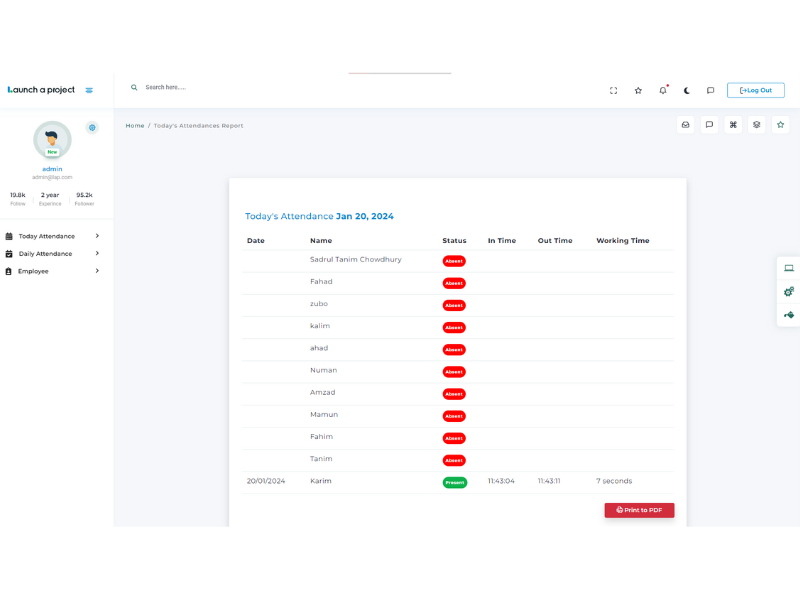 Launch a project
Search here....
Log Out
Home / Today's Attendances Report
New
admin
admin@lap.com
19.8k 2 year 95.2k
Follow Experince Follower
Today Attendance
Daily Attendance
Employee
Today's Attendance Jan 20, 2024
Date Name Status In Time Out Time Working Time
Sadrul Tanim Chowdhury Absent
Fahad Absent
zubo Absent
kalim Absent
ahad Absent
Numan Absent
Amzad Absent
Mamun Absent
Fahim Absent
Tanim Absent
20/01/2024 Karim Present 11:43:04 11:43:11 7 seconds
Print to PDF